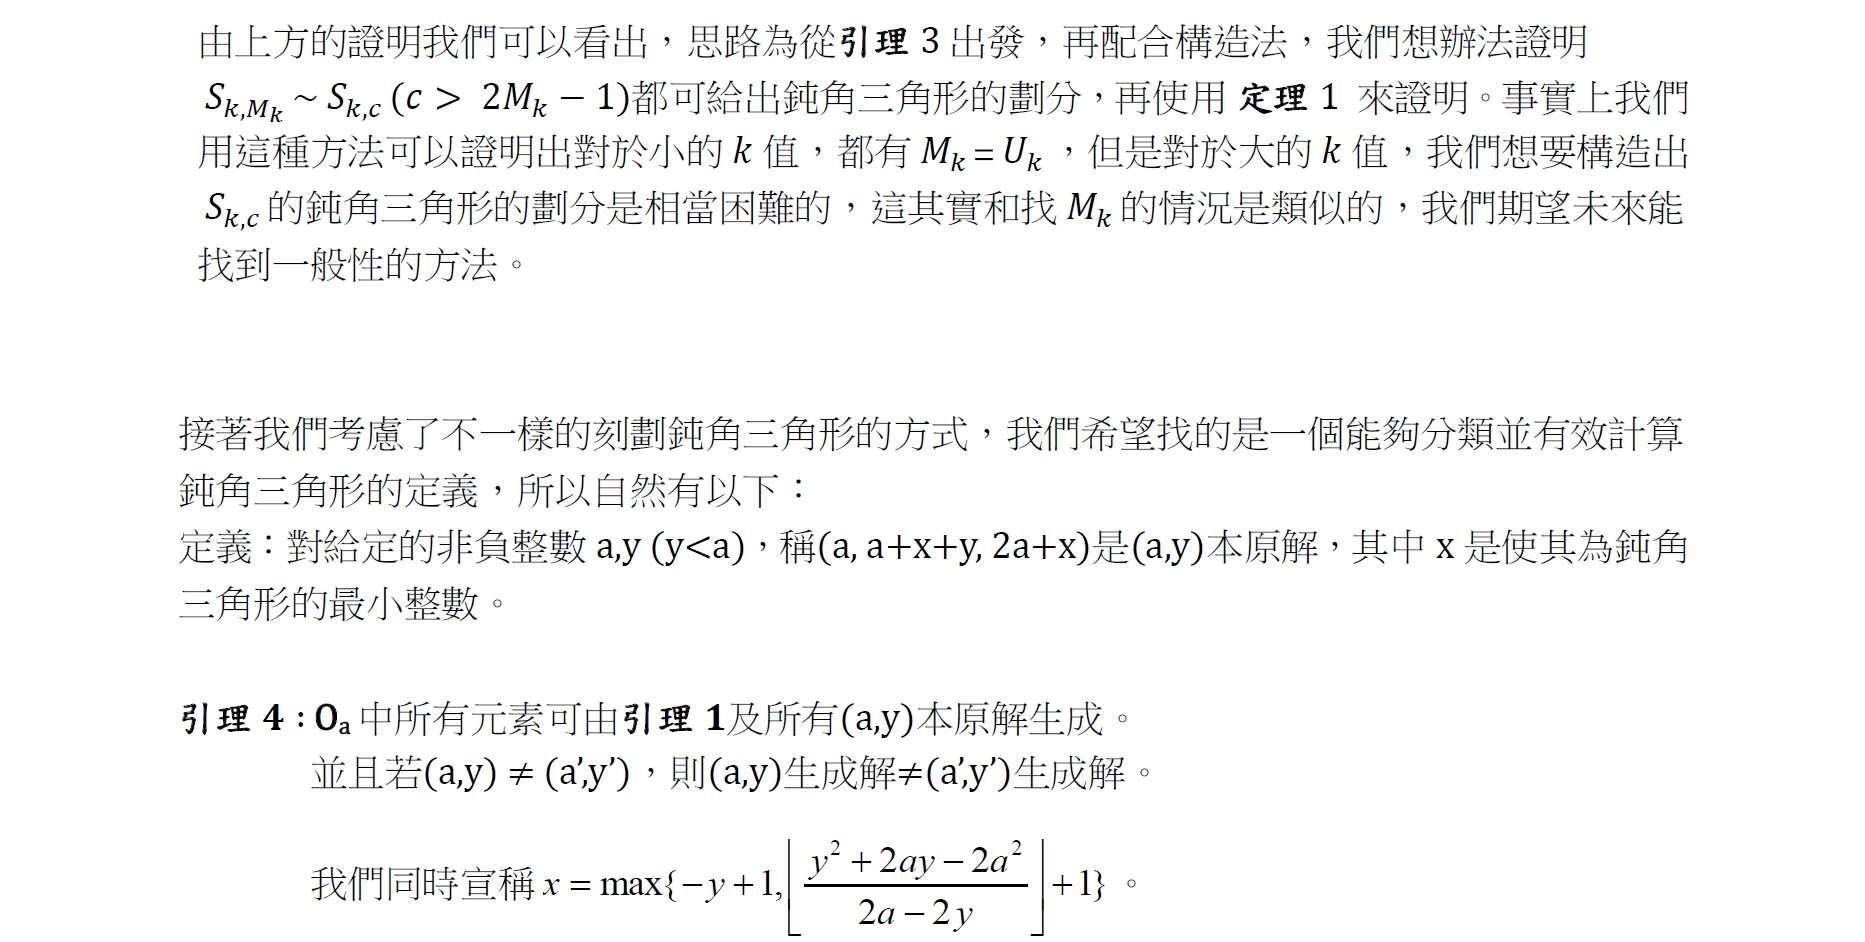 由上方的證明我們可以看出，思路為從引理 3 出發，再配合構造法，我們想辦法證明
$S_{k,M_k} \sim S_{k,c}\ (c > 2M_k - 1)$都可給出鈍角三角形的劃分，再使用 定理 1 來證明。事實上我們
用這種方法可以證明出對於小的 $k$ 值，都有 $M_k = U_k$ ，但是對於大的 $k$ 值，我們想要構造出
$S_{k,c}$ 的鈍角三角形的劃分是相當困難的，這其實和找 $M_k$ 的情況是類似的，我們期望未來能
找到一般性的方法。
接著我們考慮了不一樣的刻劃鈍角三角形的方式，我們希望找的是一個能夠分類並有效計算
鈍角三角形的定義，所以自然有以下：
定義：對給定的非負整數 a,y (y<a)，稱(a, a+x+y, 2a+x)是(a,y)本原解，其中 x 是使其為鈍角
三角形的最小整數。
引理 4：$O_a$ 中所有元素可由引理 1及所有(a,y)本原解生成。
並且若(a,y) ≠ (a’,y’)，則(a,y)生成解≠(a’,y’)生成解。
我們同時宣稱 $x = \max\{-y+1, \left\lfloor \frac{y^2+2ay-2a^2}{2a-2y} \right\rfloor +1\}$ 。